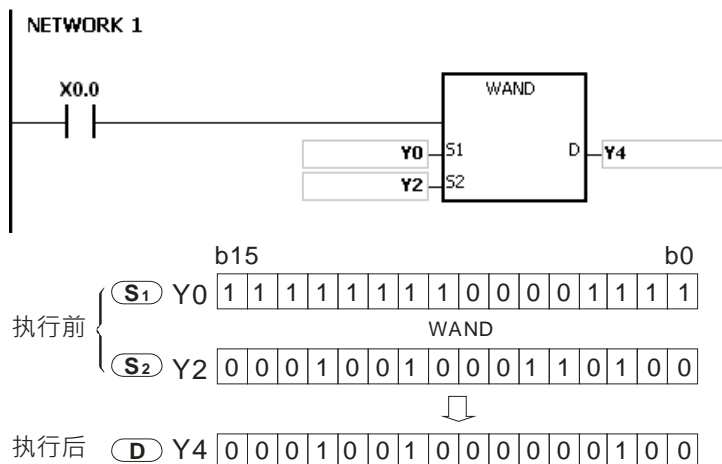 NETWORK 1
X0.0
WAND
Y0 S1 D Y4
Y2 S2
b15 b0
执行前
S1 Y0 1 1 1 1 1 1 1 1 0 0 0 0 1 1 1 1
WAND
S2 Y2 0 0 0 1 0 0 1 0 0 0 1 1 0 1 0 0
执行后 D Y4 0 0 0 1 0 0 1 0 0 0 0 0 0 1 0 0